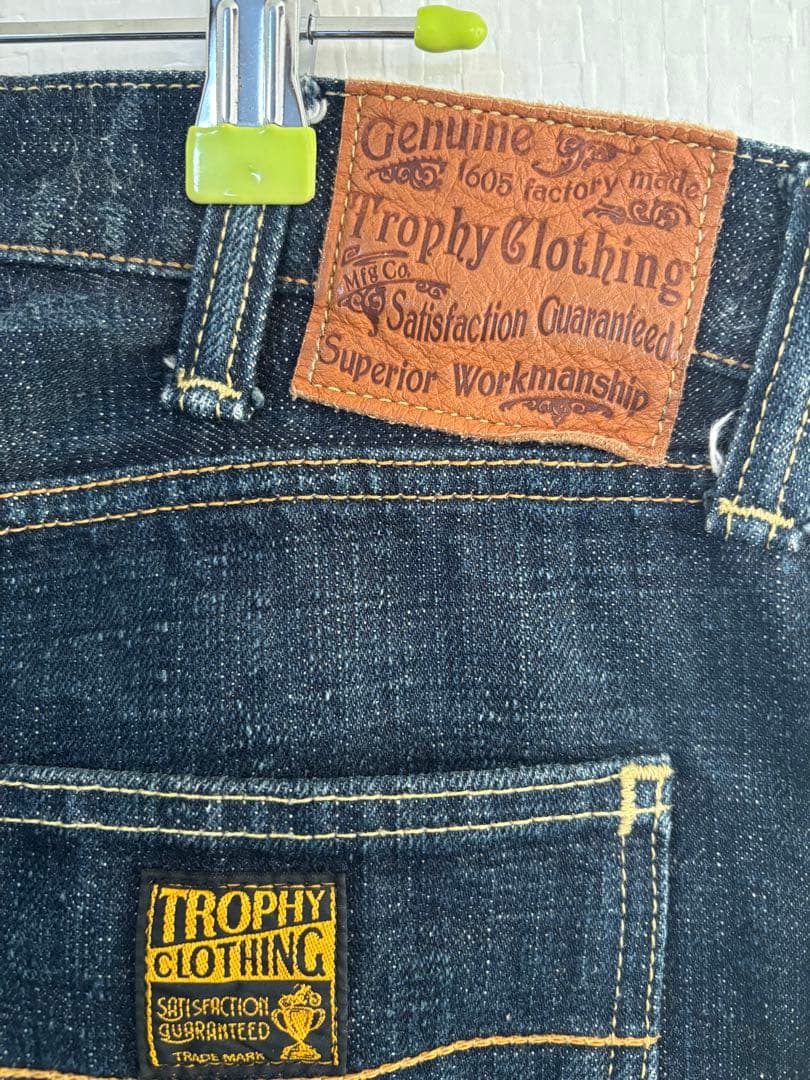 Genuine
1605 factory made
Trophy Clothing
Mfg Co.
Satisfaction Guaranteed.
Superior Workmanship
TROPHY
CLOTHING
SATISFACTION
GUARANTEED
TRADE MARK